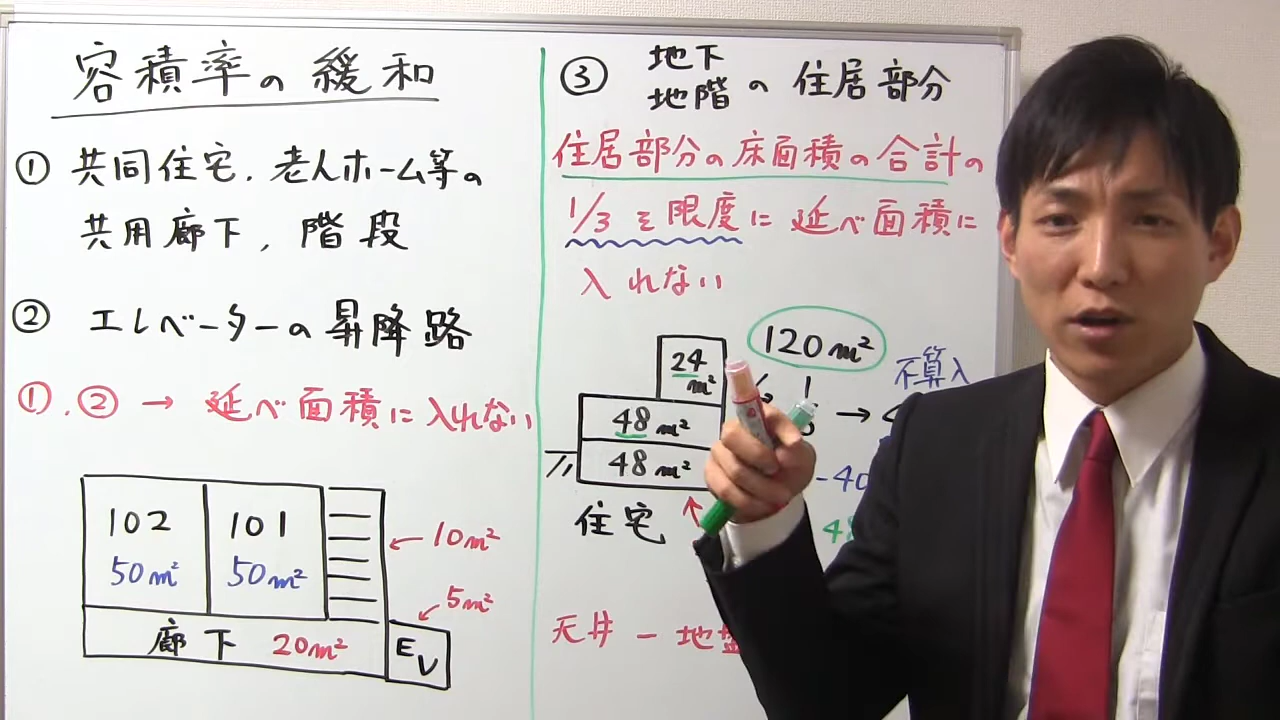 容積率の緩和
① 共同住宅、老人ホーム等の
共用廊下、階段
② エレベーターの昇降路
①、② → 延べ面積に入れない
102
101
50m²
50m²
10m²
5m²
廊下 20m²
EV
③ 地下
地階 の 住居部分
住居部分の床面積の合計の
1/3を限度に延べ面積に
入れない
120m²
24
m²
不算入
48m²
48m²
-40
住宅
48
天井 - 地盤